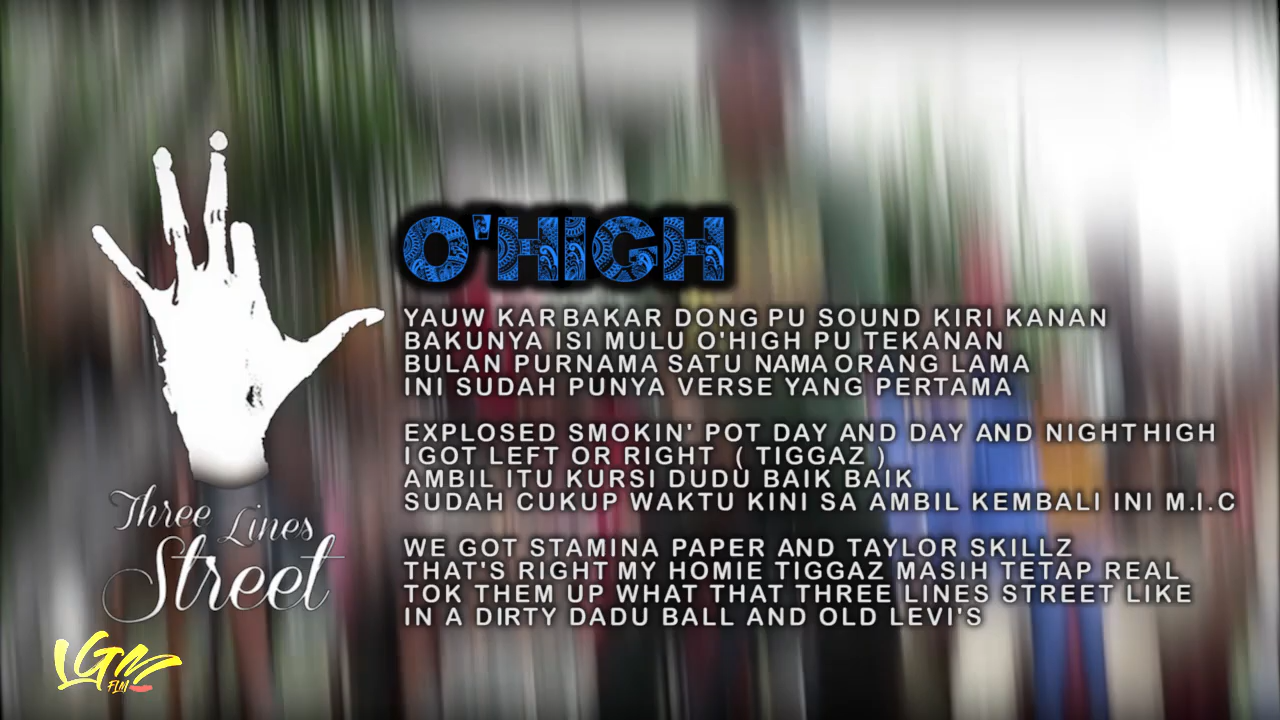 O'HIGH
YAUW KAR BAKAR DONG PU SOUND KIRI KANAN
BAKUNYA ISI MULU O'HIGH PU TEKANAN
BULAN PURNAMA SATU NAMA ORANG LAMA
INI SUDAH PUNYA VERSE YANG PERTAMA
EXPLOSED SMOKIN' POT DAY AND DAY AND NIGHT HIGH
I GOT LEFT OR RIGHT ( TIGGAZ )
AMBIL ITU KURSI DUDU BAIK BAIK
SUDAH CUKUP WAKTU KINI SA AMBIL KEMBALI INI M.I.C
WE GOT STAMINA PAPER AND TAYLOR SKILLZ
THAT'S RIGHT MY HOMIE TIGGAZ MASIH TETAP REAL
TOK THEM UP WHAT THAT THREE LINES STREET LIKE
IN A DIRTY DADU BALL AND OLD LEVI'S
Three Lines
Street
LGM
FLM